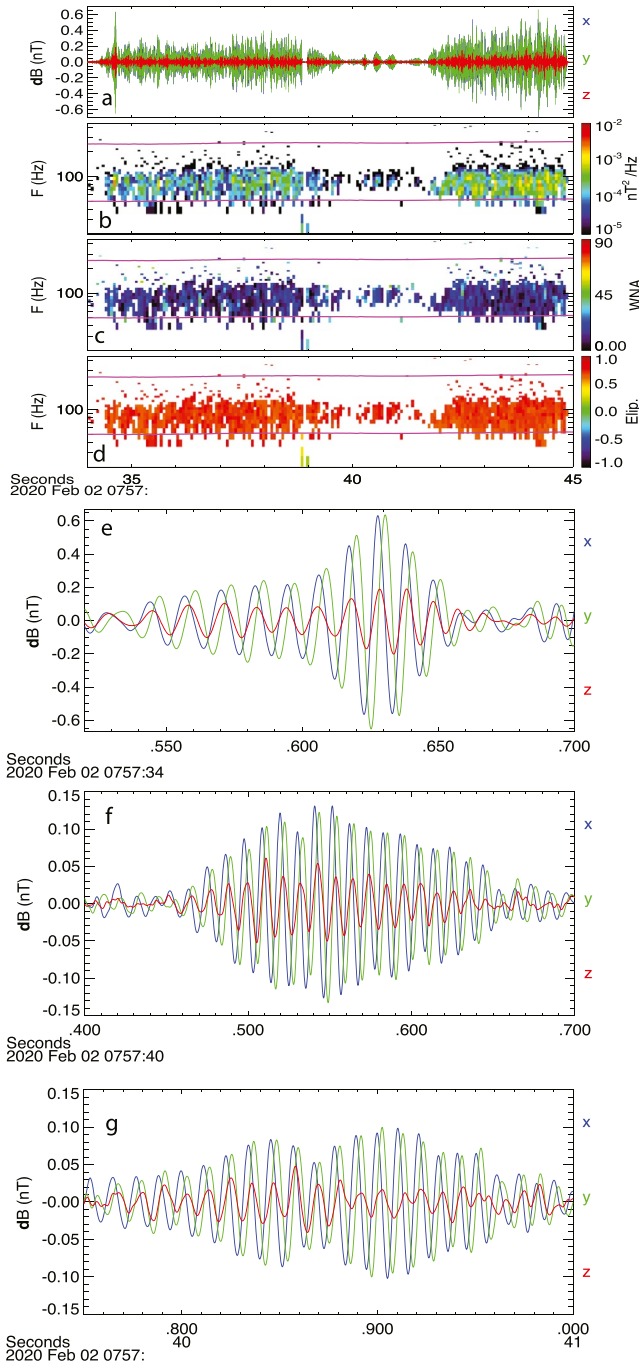 0.6
0.4
0.2
0.0
-0.2
-0.4
-0.6
dB (nT)
a
x
y
z
F (Hz)
100
b
10-2
10-3
10-4
10-5
nT2 /Hz
F (Hz)
100
c
90
45
0.00
WNA
F (Hz)
100
d
1.0
0.5
0.0
-0.5
-1.0
Elip.
35
40
45
Seconds
2020 Feb 02 0757:
e
0.6
0.4
0.2
0.0
-0.2
-0.4
-0.6
dB (nT)
x
y
z
.550
.600
.650
.700
Seconds
2020 Feb 02 0757:34
f
0.15
0.10
0.05
0.00
-0.05
-0.10
-0.15
dB (nT)
x
y
z
.400
.500
.600
.700
Seconds
2020 Feb 02 0757:40
g
0.15
0.10
0.05
-0.00
-0.05
-0.10
-0.15
dB (nT)
x
y
z
.800
.900
.000
Seconds
40
41
2020 Feb 02 0757: